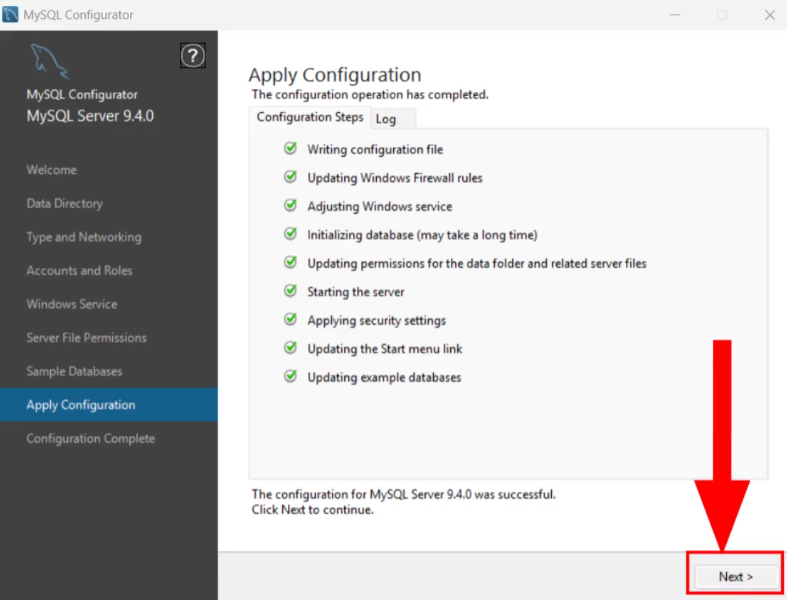 MySQL Configurator
?
MySQL Configurator
MySQL Server 9.4.0
Welcome
Data Directory
Type and Networking
Accounts and Roles
Windows Service
Server File Permissions
Sample Databases
Apply Configuration
Configuration Complete
Apply Configuration
The configuration operation has completed.
Configuration Steps Log
Writing configuration file
Updating Windows Firewall rules
Adjusting Windows service
Initializing database (may take a long time)
Updating permissions for the data folder and related server files
Starting the server
Applying security settings
Updating the Start menu link
Updating example databases
The configuration for MySQL Server 9.4.0 was successful.
Click Next to continue.
Next >